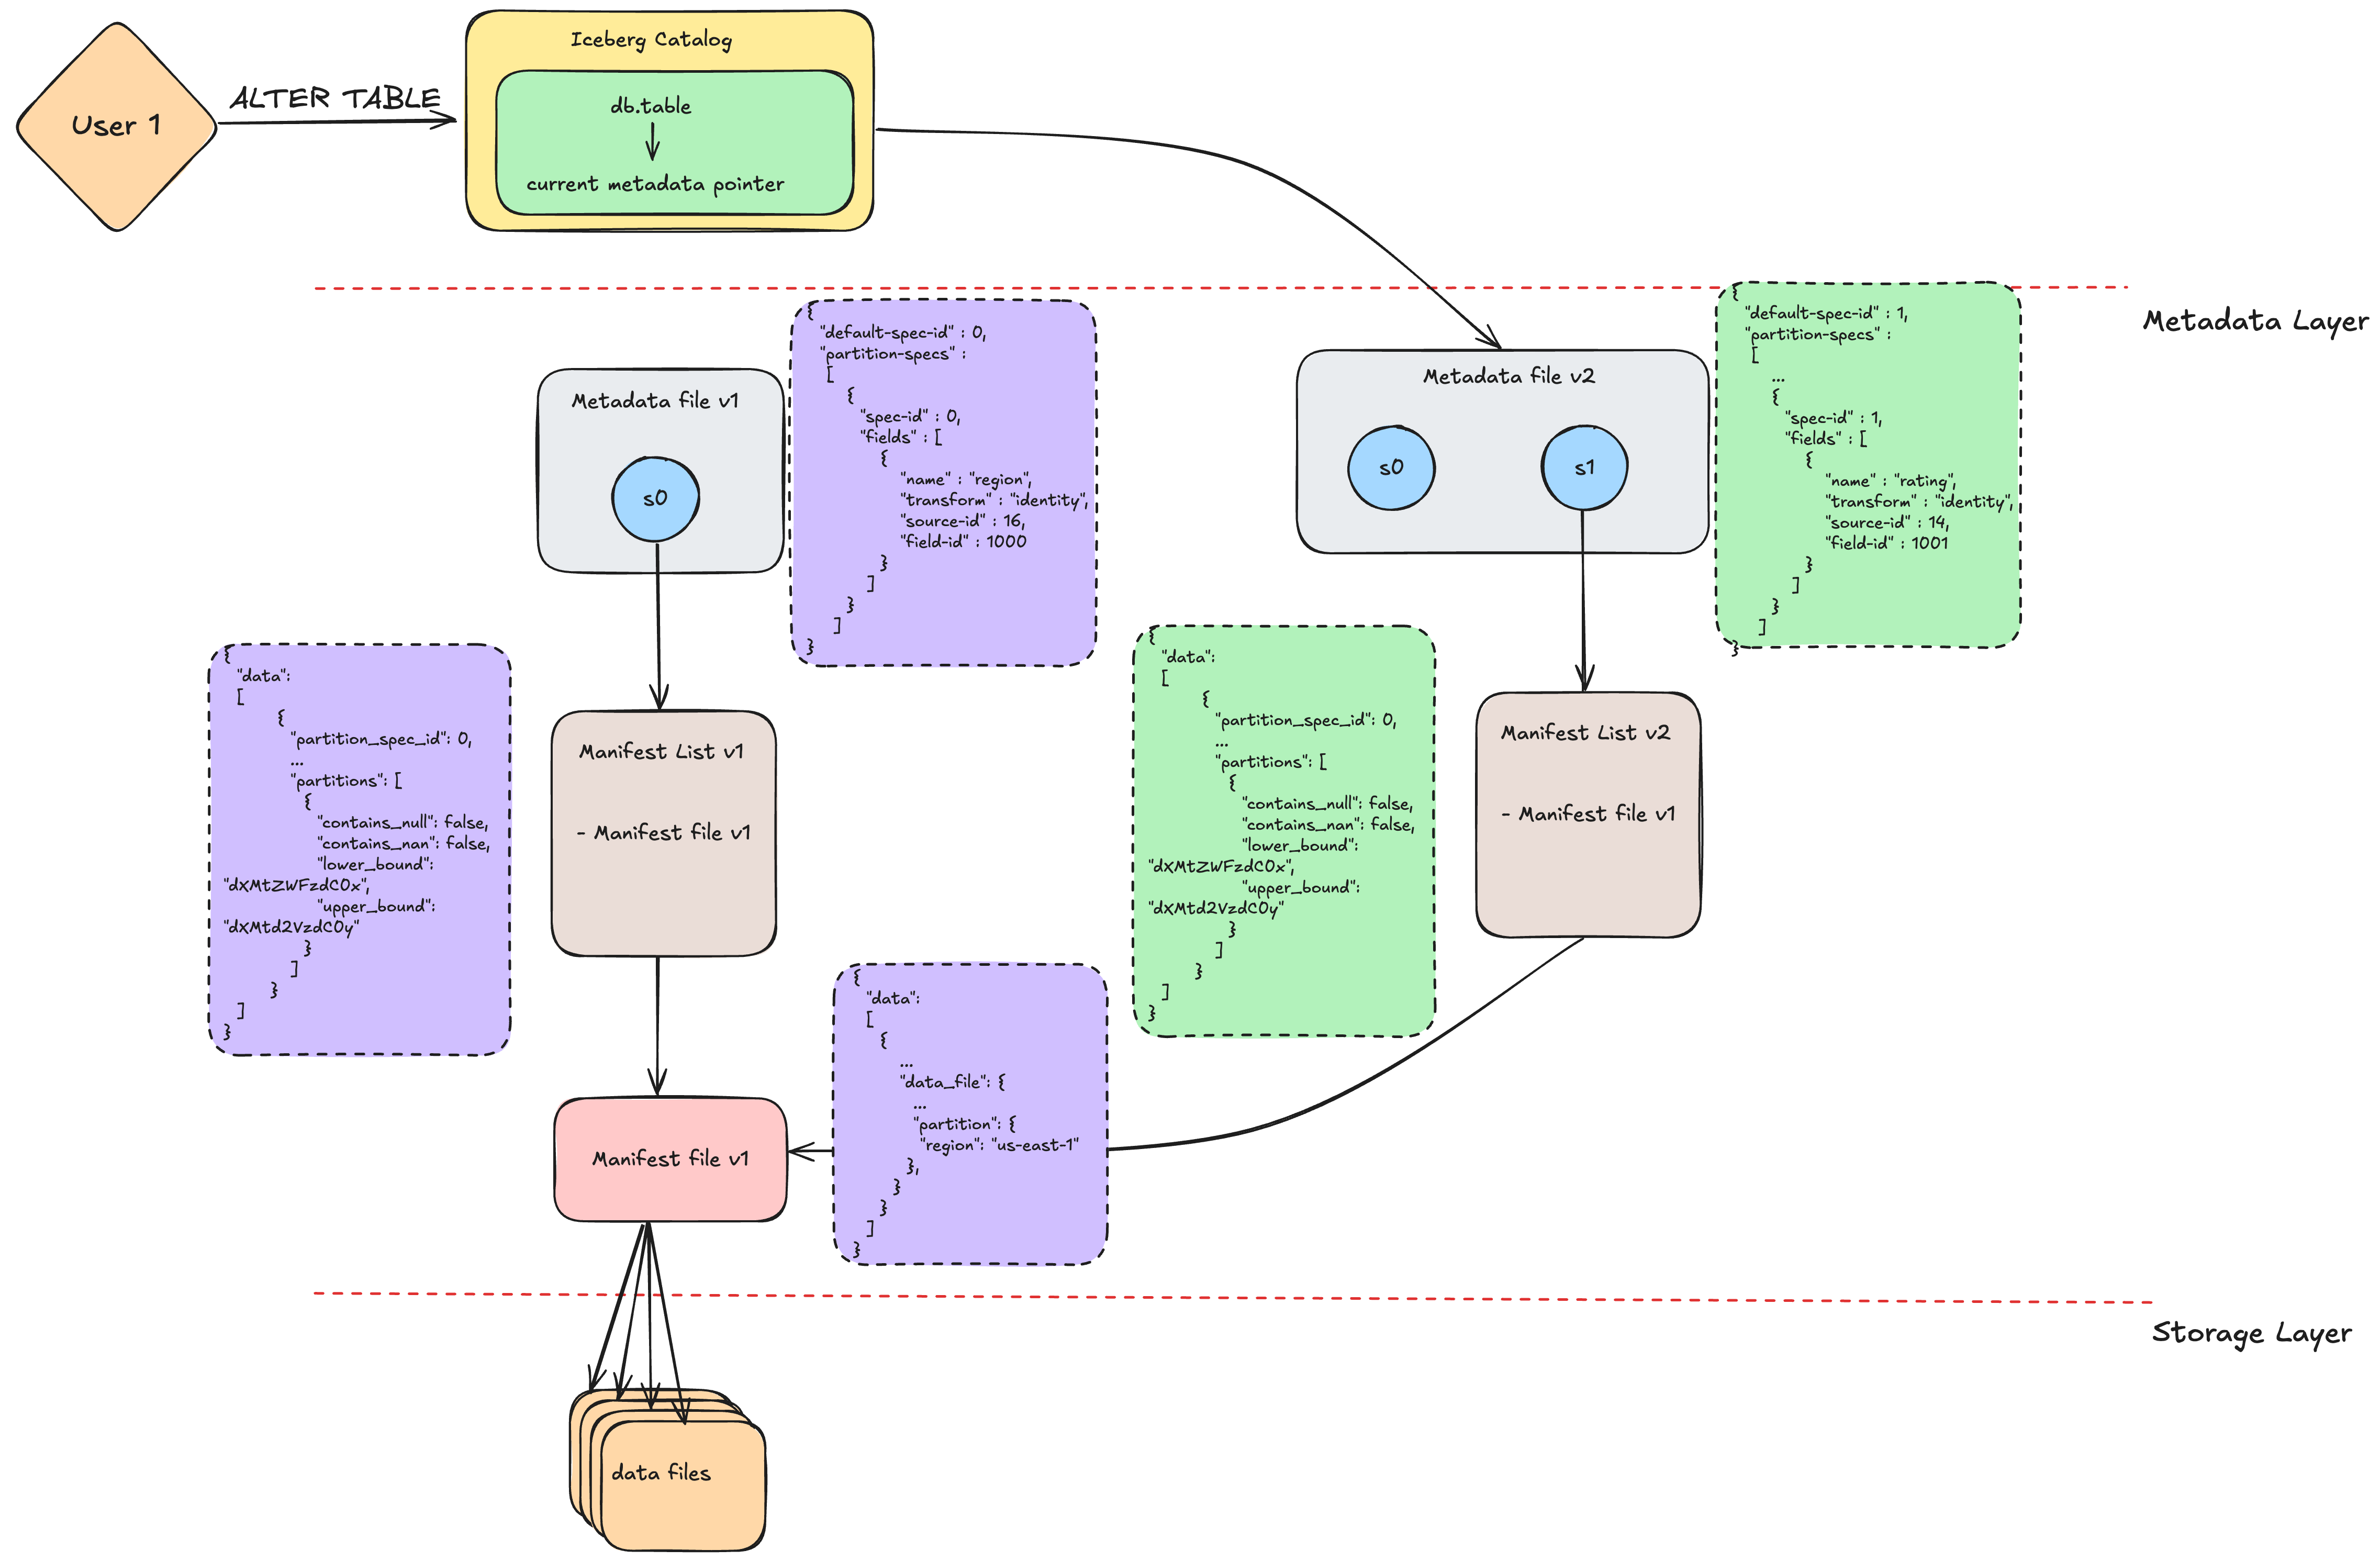 User 1
ALTER TABLE
Iceberg Catalog
db.table
current metadata pointer
Metadata Layer
Metadata file v1
s0
{
"default-spec-id" : 0,
"partition-specs" :
[
{
"spec-id" : 0,
"fields" : [
{
"name" : "region",
"transform" : "identity",
"source-id" : 16,
"field-id" : 1000
}
]
}
]
}
Metadata file v2
s0
s1
{
"default-spec-id" : 1,
"partition-specs" :
[
...
{
"spec-id" : 1,
"fields" : [
{
"name" : "rating",
"transform" : "identity",
"source-id" : 14,
"field-id" : 1001
}
]
}
]
}
{
"data":
[
{
"partition_spec_id": 0,
...
"partitions": [
{
"contains_null": false,
"contains_nan": false,
"lower_bound":
"dXMtZWFzdC0x",
"upper_bound":
"dXMtd2VzdC0y"
}
]
}
]
}
Manifest List v1
- Manifest file v1
{
"data":
[
{
"partition_spec_id": 0,
...
"partitions": [
{
"contains_null": false,
"contains_nan": false,
"lower_bound":
"dXMtZWFzdC0x",
"upper_bound":
"dXMtd2VzdC0y"
}
]
}
]
}
Manifest List v2
- Manifest file v1
Manifest file v1
{
"data":
[
{
...
"data_file": {
...
"partition": {
"region": "us-east-1"
},
}
}
]
}
Storage Layer
data files